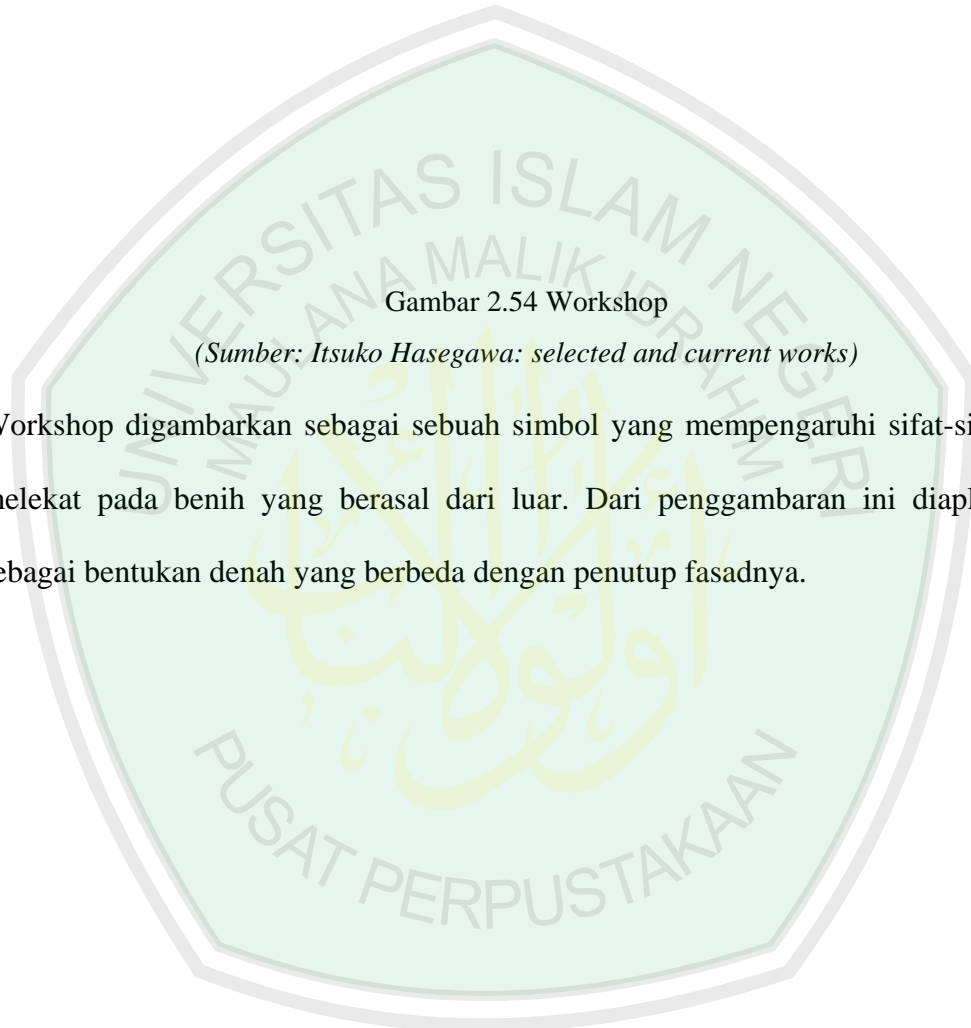 UNIVERSITAS ISLAM NEGERI
MAULANA MALIK IBRAHIM
Gambar 2.54 Workshop
(Sumber: Itsuko Hasegawa: selected and current works)
Workshop digambarkan sebagai sebuah simbol yang mempengaruhi sifat-si
melekat pada benih yang berasal dari luar. Dari penggambaran ini diapl
sebagai bentukan denah yang berbeda dengan penutup fasadnya.
PUSAT PERPUSTAKAAN